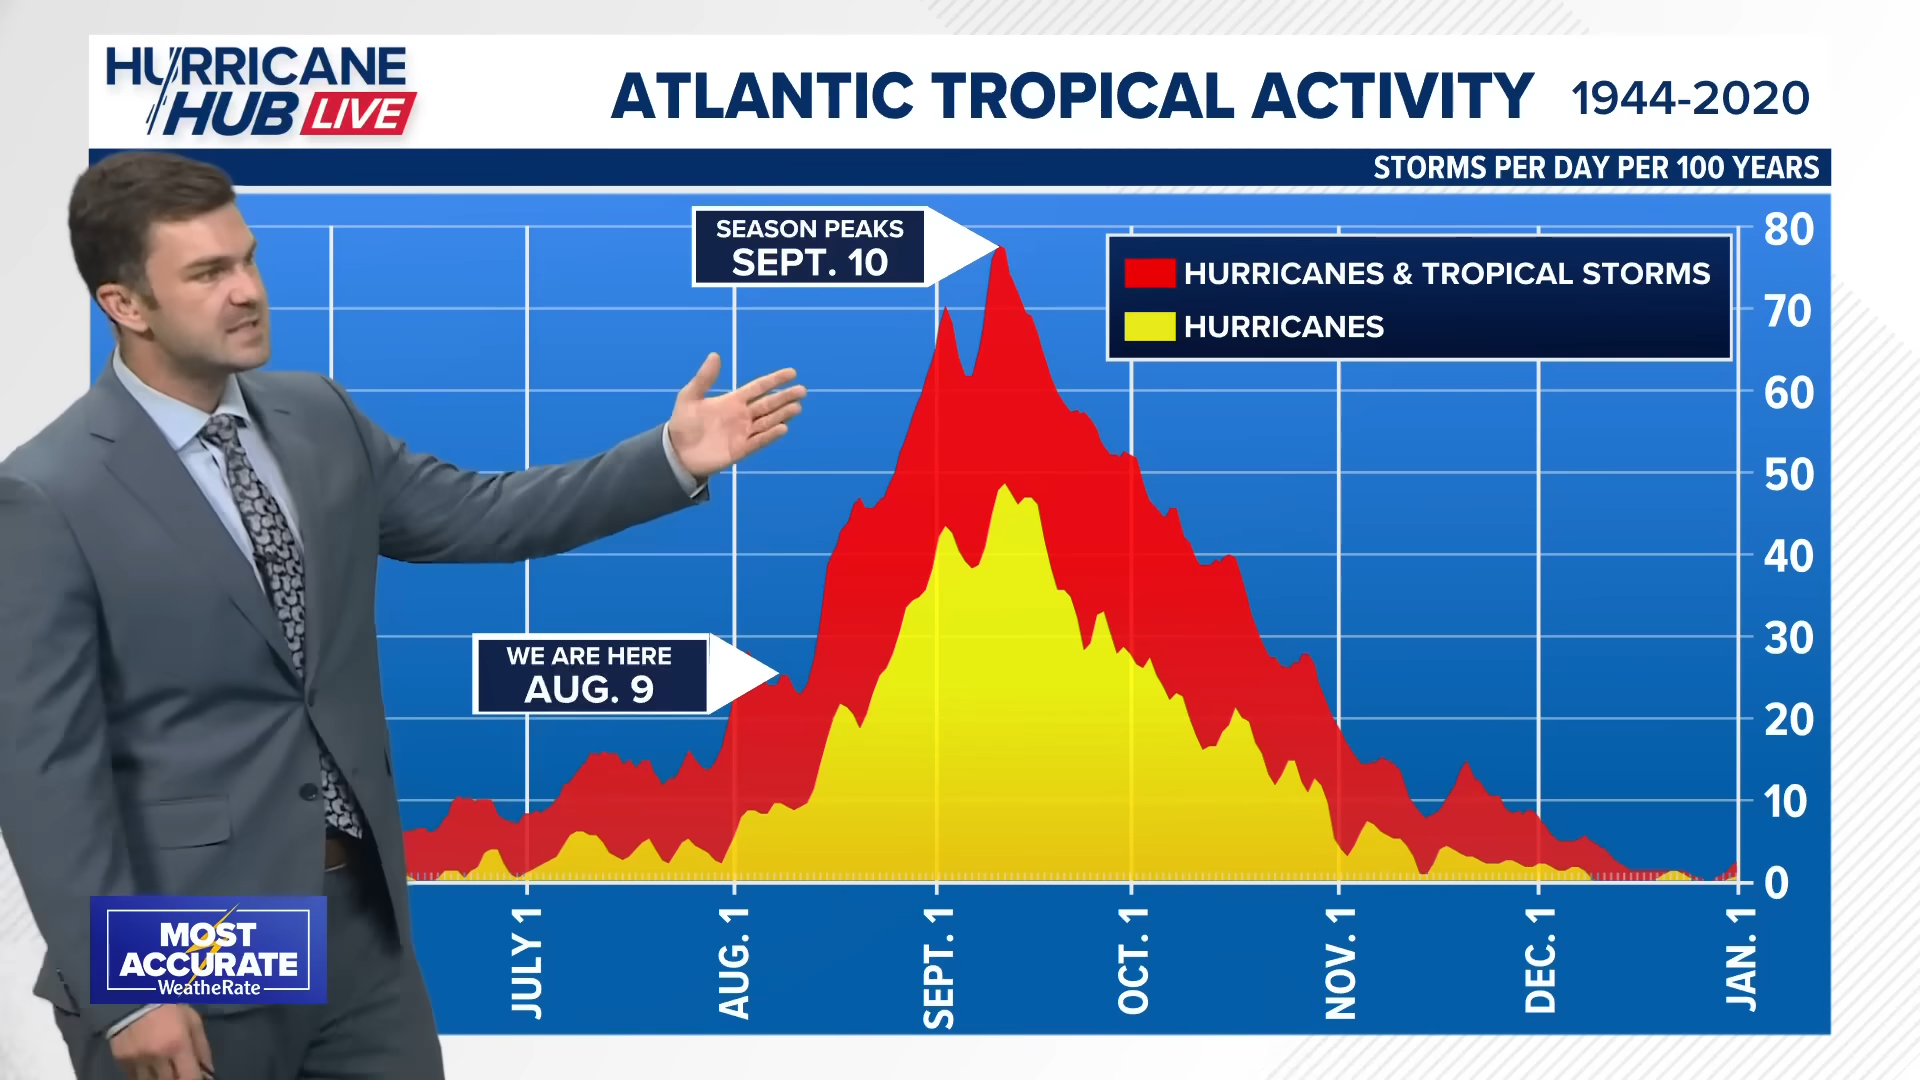 HURRICANE
HUB LIVE
ATLANTIC TROPICAL ACTIVITY 1944-2020
STORMS PER DAY PER 100 YEARS
SEASON PEAKS
SEPT. 10
HURRICANES & TROPICAL STORMS
HURRICANES
WE ARE HERE
AUG. 9
80
70
60
50
40
30
20
10
0
JULY 1
AUG. 1
SEPT. 1
OCT. 1
NOV. 1
DEC. 1
JAN. 1
MOST
ACCURATE
WeatheRate